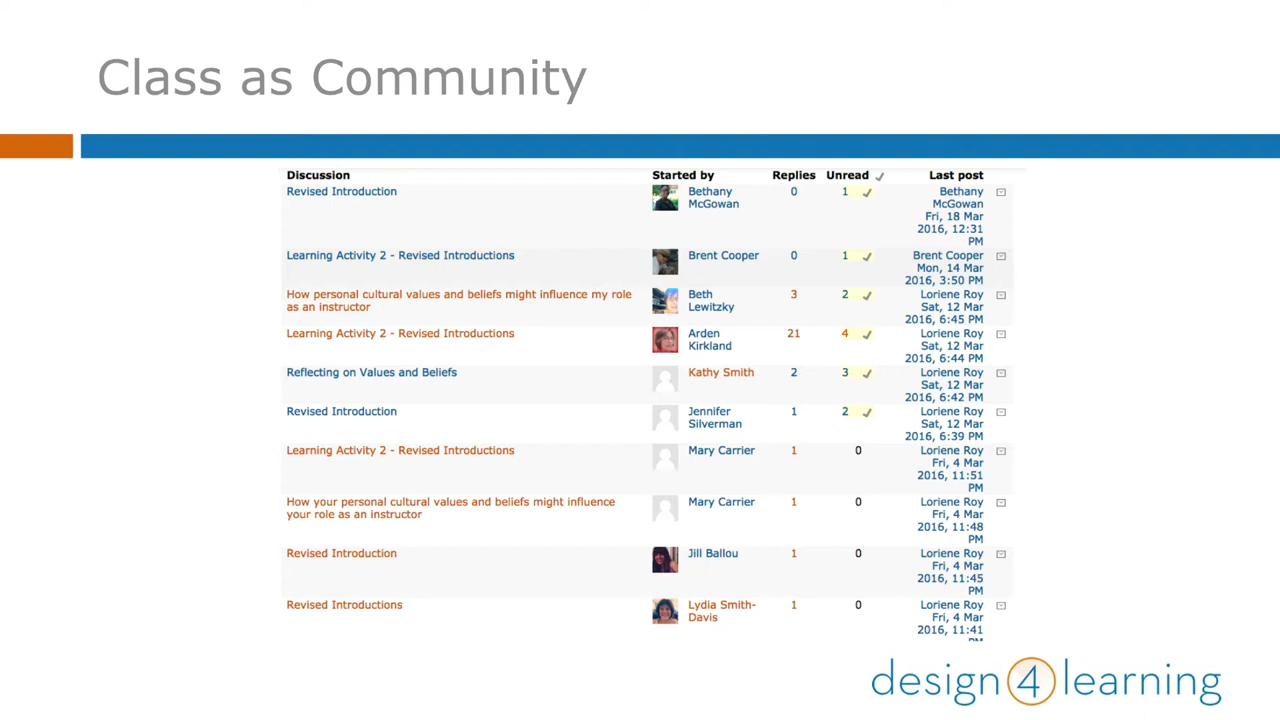 Class as Community
Discussion Started by Replies Unread Last post
Revised Introduction Bethany 0 1 Bethany
McGowan McGowan
Fri, 18 Mar
2016, 12:31
PM
Learning Activity 2 - Revised Introductions Brent Cooper 0 1 Brent Cooper
Mon, 14 Mar
2016, 3:50 PM
How personal cultural values and beliefs might influence my role Beth 3 2 Loriene Roy
as an instructor Lewitzky Sat, 12 Mar
2016, 6:45 PM
Learning Activity 2 - Revised Introductions Arden 21 4 Loriene Roy
Kirkland Sat, 12 Mar
2016, 6:44 PM
Reflecting on Values and Beliefs Kathy Smith 2 3 Loriene Roy
Sat, 12 Mar
2016, 6:42 PM
Revised Introduction Jennifer 1 2 Loriene Roy
Silverman Sat, 12 Mar
2016, 6:39 PM
Learning Activity 2 - Revised Introductions Mary Carrier 1 0 Loriene Roy
Fri, 4 Mar
2016, 11:51
PM
How your personal cultural values and beliefs might influence Mary Carrier 1 0 Loriene Roy
your role as an instructor Fri, 4 Mar
2016, 11:48
PM
Revised Introduction Jill Ballou 1 0 Loriene Roy
Fri, 4 Mar
2016, 11:45
PM
Revised Introductions Lydia Smith- 1 0 Loriene Roy
Davis Fri, 4 Mar
2016, 11:41
PM
design 4 learning